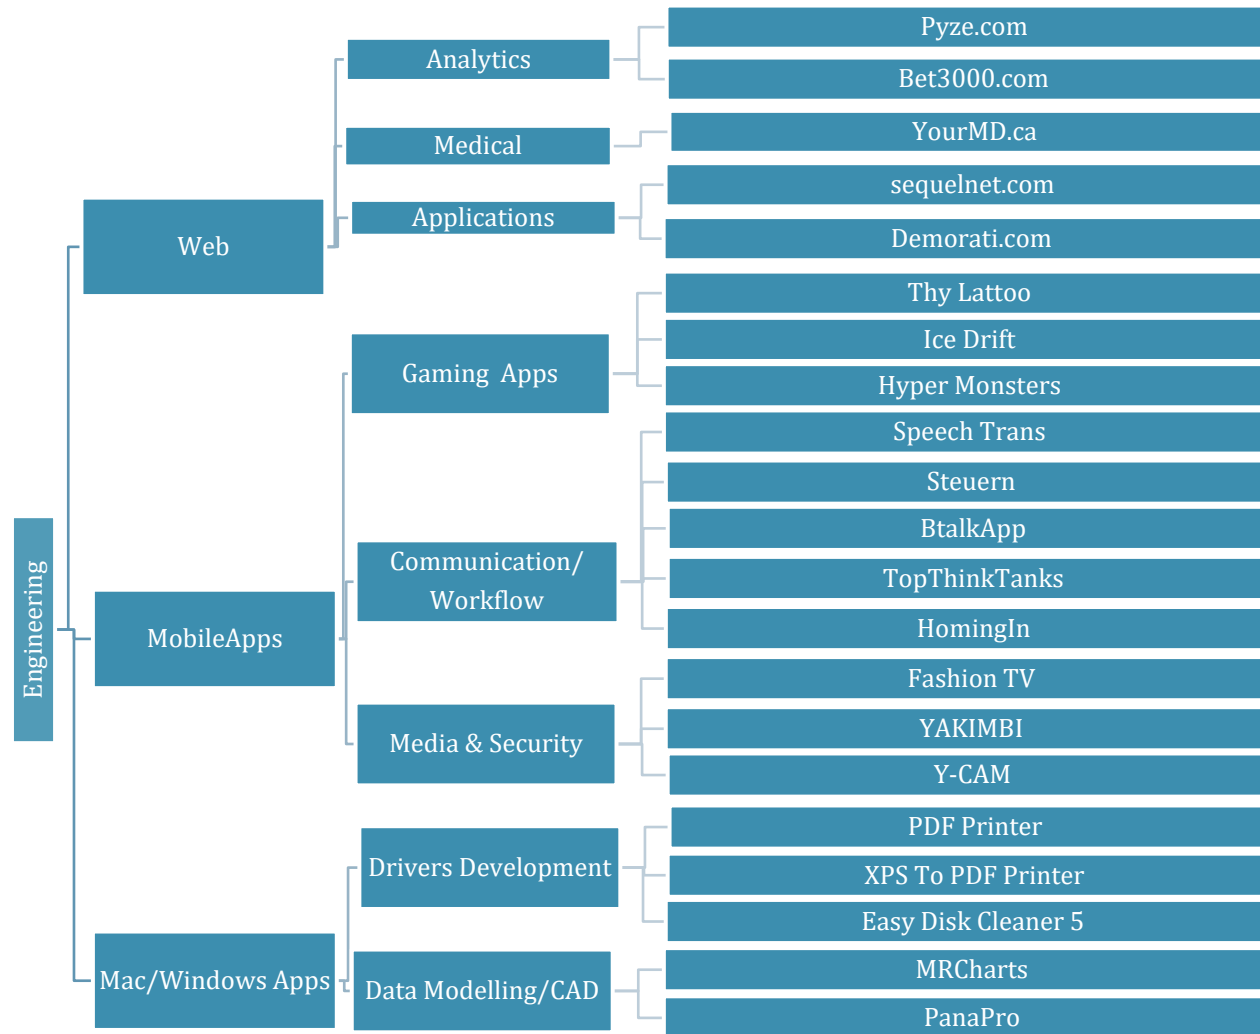 Engineering
Web
Analytics
Pyze.com
Bet3000.com
Medical
YourMD.ca
Applications
sequelnet.com
Demorati.com
MobileApps
Gaming  Apps
Thy Lattoo
Ice Drift
Hyper Monsters
Communication/
Workflow
Speech Trans
Steuern
BtalkApp
TopThinkTanks
HomingIn
Media & Security
Fashion TV
YAKIMBI
Y-CAM
Mac/Windows Apps
Drivers Development
PDF Printer
XPS To PDF Printer
Easy Disk Cleaner 5
Data Modelling/CAD
MRCharts
PanaPro